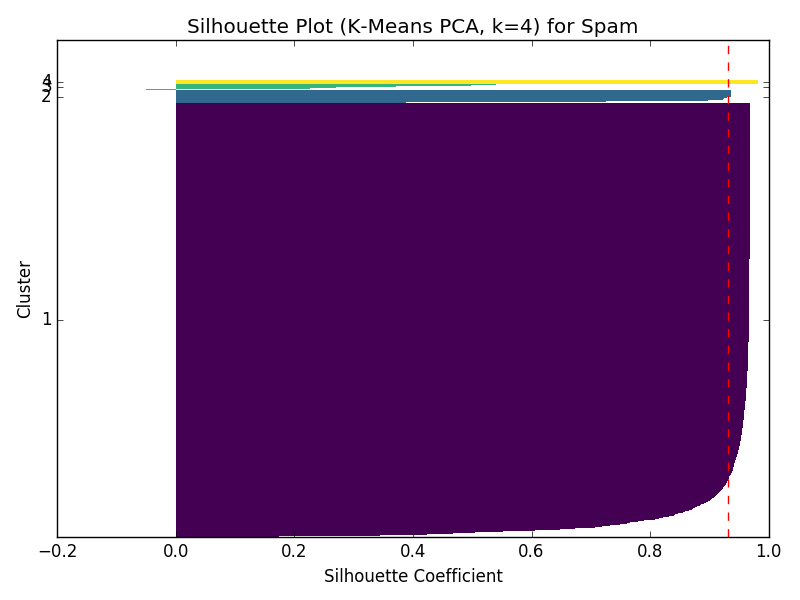 Silhouette Plot (K-Means PCA, k=4) for Spam
4
3
2
1
Cluster
−0.2 0.0 0.2 0.4 0.6 0.8 1.0
Silhouette Coefficient